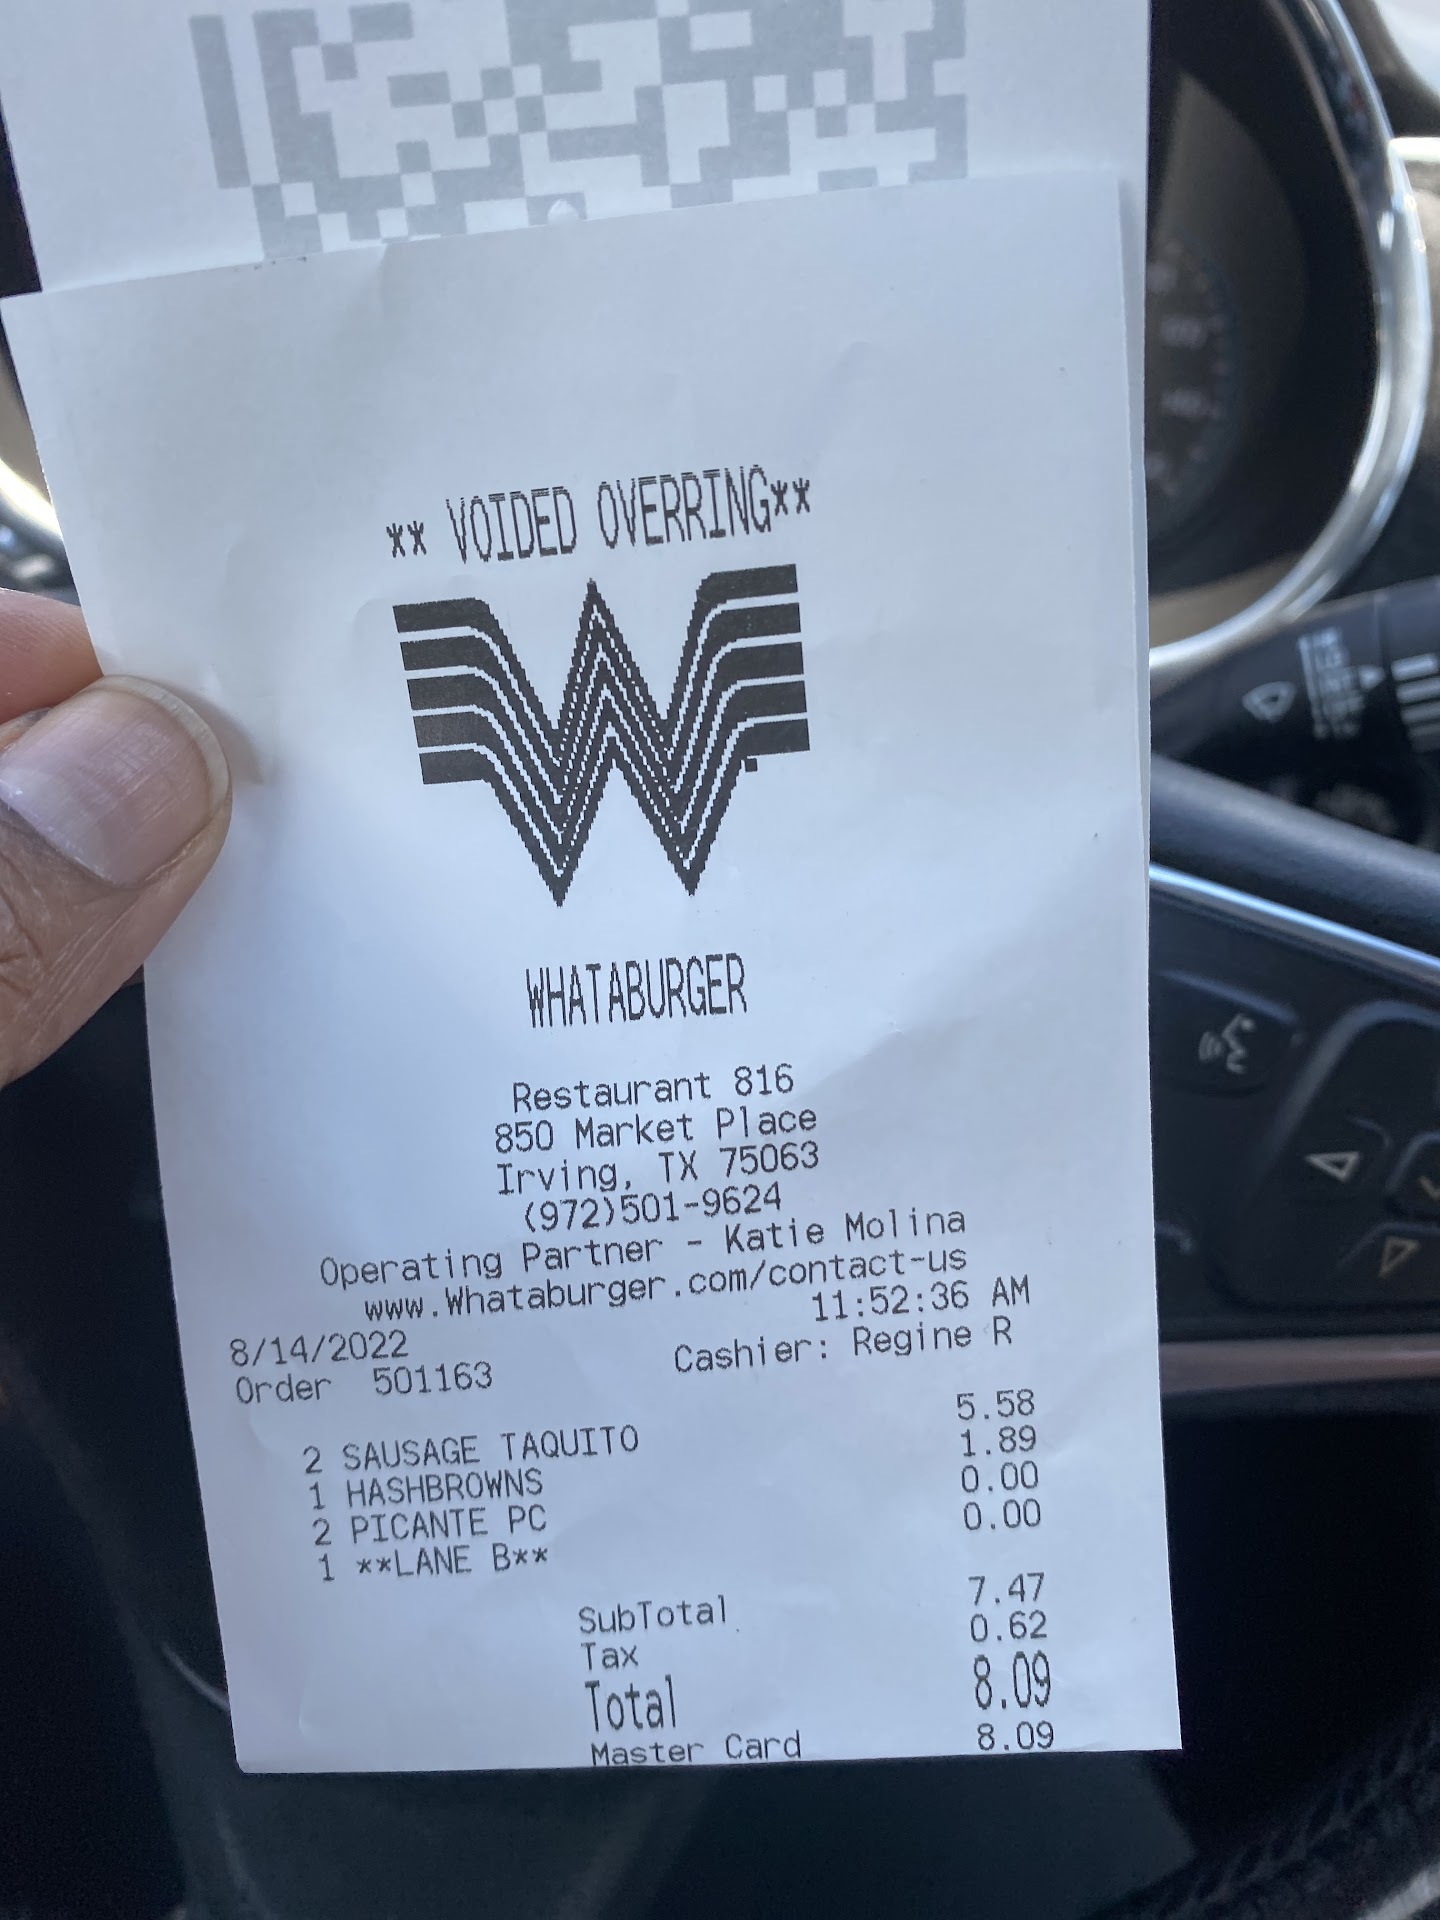 ** VOIDED OVERRING**
WHATABURGER
Restaurant 816
850 Market Place
Irving, TX 75063
(972)501-9624
Operating Partner - Katie Molina
www.Whataburger.com/contact-us
8/14/2022 11:52:36 AM
Order 501163 Cashier: Regine R
2 SAUSAGE TAQUITO 5.58
1 HASHBROWNS 1.89
2 PICANTE PC 0.00
1 **LANE B** 0.00
SubTotal 7.47
Tax 0.62
Total 8.09
Master Card 8.09